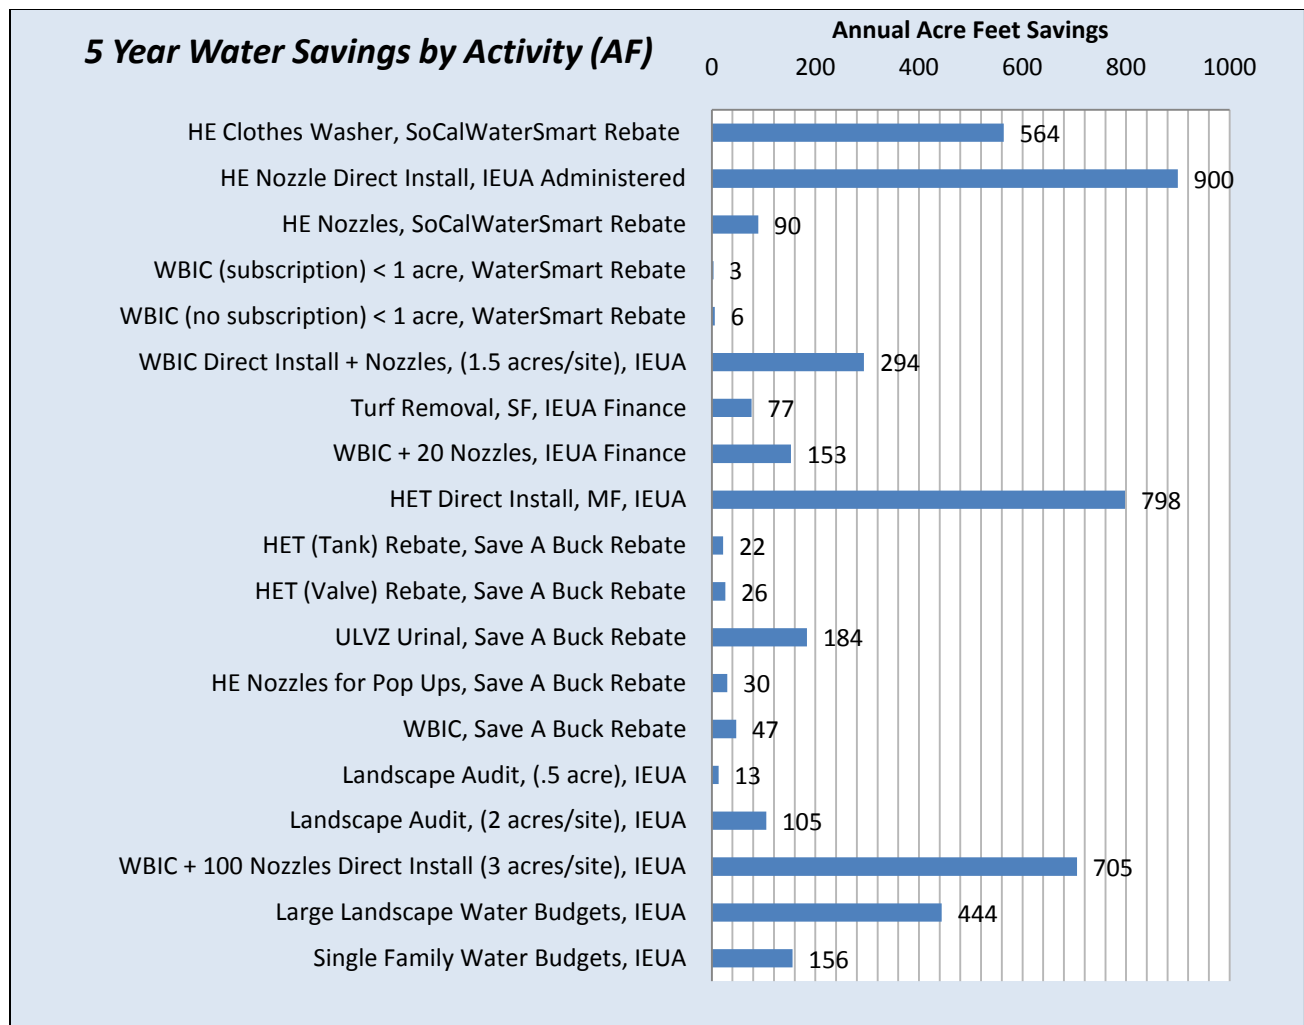 5 Year Water Savings by Activity (AF)
Annual Acre Feet Savings
0 200 400 600 800 1000
HE Clothes Washer, SoCalWaterSmart Rebate 564
HE Nozzle Direct Install, IEUA Administered 900
HE Nozzles, SoCalWaterSmart Rebate 90
WBIC (subscription) < 1 acre, WaterSmart Rebate 3
WBIC (no subscription) < 1 acre, WaterSmart Rebate 6
WBIC Direct Install + Nozzles, (1.5 acres/site), IEUA 294
Turf Removal, SF, IEUA Finance 77
WBIC + 20 Nozzles, IEUA Finance 153
HET Direct Install, MF, IEUA 798
HET (Tank) Rebate, Save A Buck Rebate 22
HET (Valve) Rebate, Save A Buck Rebate 26
ULVZ Urinal, Save A Buck Rebate 184
HE Nozzles for Pop Ups, Save A Buck Rebate 30
WBIC, Save A Buck Rebate 47
Landscape Audit, (.5 acre), IEUA 13
Landscape Audit, (2 acres/site), IEUA 105
WBIC + 100 Nozzles Direct Install (3 acres/site), IEUA 705
Large Landscape Water Budgets, IEUA 444
Single Family Water Budgets, IEUA 156